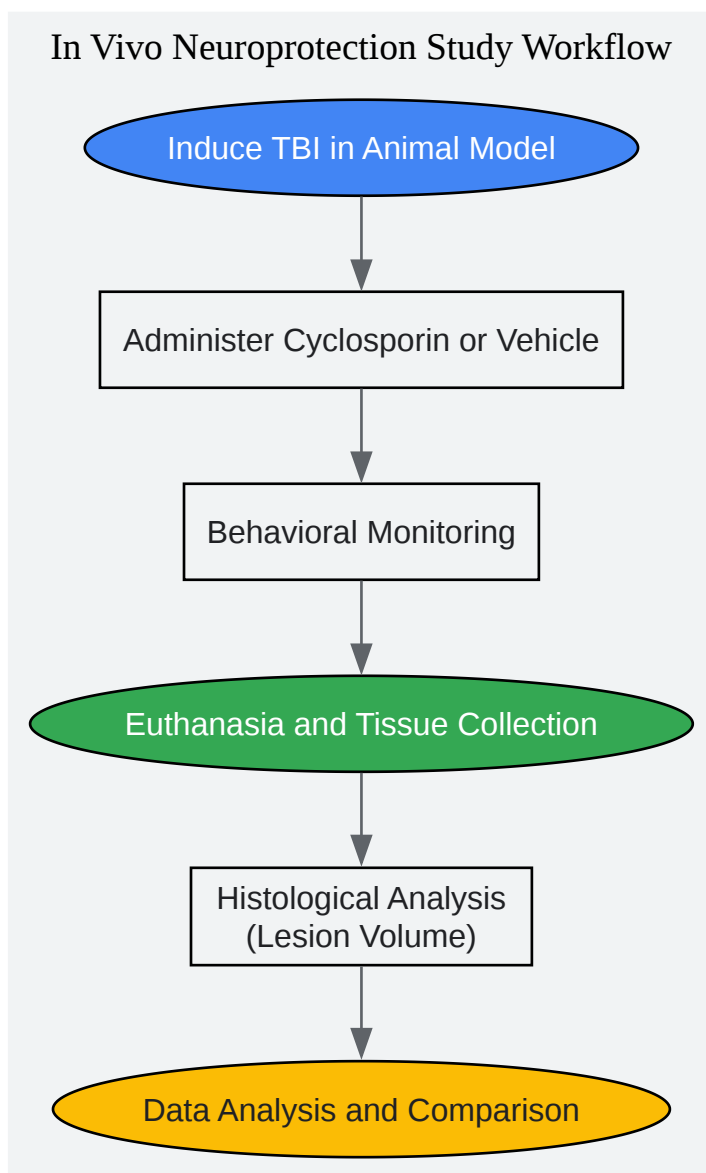 In Vivo Neuroprotection Study Workflow
Induce TBI in Animal Model
Administer Cyclosporin or Vehicle
Behavioral Monitoring
Euthanasia and Tissue Collection
Histological Analysis
(Lesion Volume)
Data Analysis and Comparison